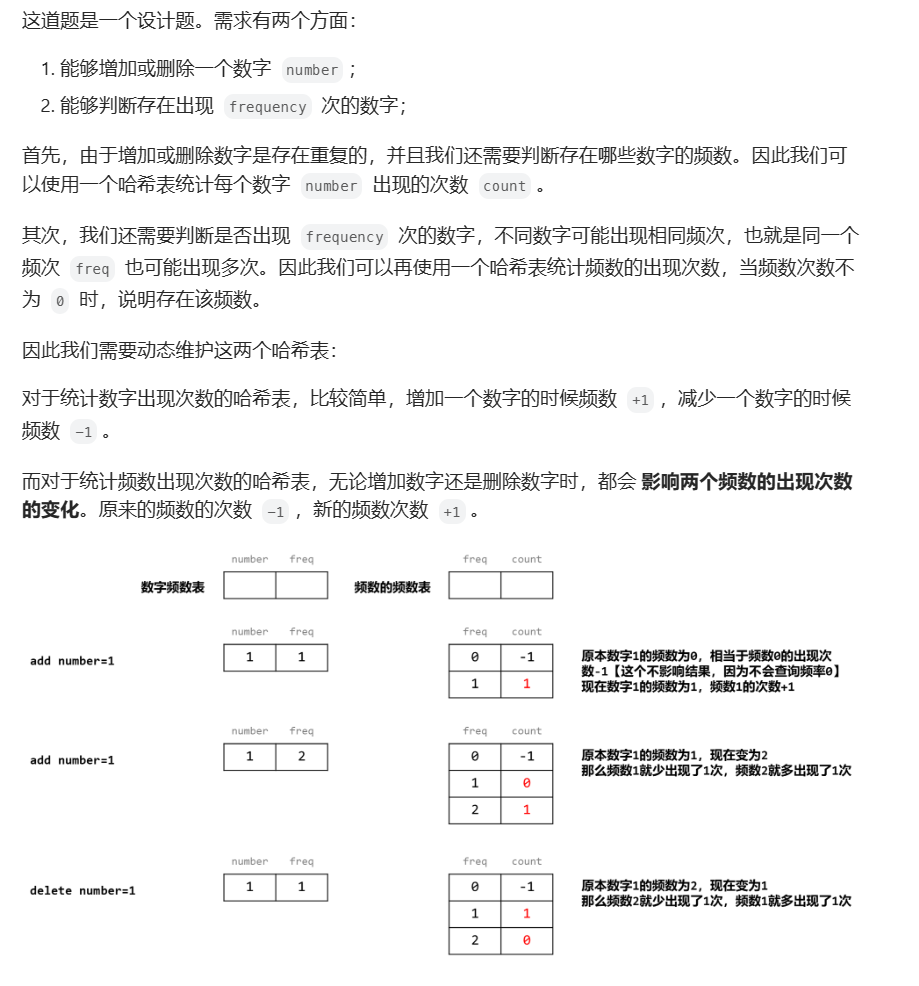 这道题是一个设计题。需求有两个方面：
1. 能够增加或删除一个数字 number ；
2. 能够判断存在出现 frequency 次的数字；
首先，由于增加或删除数字是存在重复的，并且我们还需要判断存在哪些数字的频数。因此我们可
以使用一个哈希表统计每个数字 number 出现的次数 count 。
其次，我们还需要判断是否出现 frequency 次的数字，不同数字可能出现相同频次，也就是同一个
频次 freq 也可能出现多次。因此我们可以再使用一个哈希表统计频数的出现次数，当频数次数不
为 0 时，说明存在该频数。
因此我们需要动态维护这两个哈希表：
对于统计数字出现次数的哈希表，比较简单，增加一个数字的时候频数 +1 ，减少一个数字的时候
频数 −1 。
而对于统计频数出现次数的哈希表，无论增加数字还是删除数字时，都会 影响两个频数的出现次数
的变化。原来的频数的次数 −1 ，新的频数次数 +1 。
number freq freq count
数字频数表 频数的频数表
number freq freq count
add number=1 1 1 0 -1 原本数字1的频数为0，相当于频数0的出现次
数-1【这个不影响结果，因为不会查询频率0】
1 1 现在数字1的频数为1，频数1的次数+1
number freq freq count
add number=1 1 2 0 -1 原本数字1的频数为1，现在变为2
那么频数1就少出现了1次，频数2就多出现了1次
1 0
2 1
number freq freq count
delete number=1 1 1 0 -1 原本数字1的频数为2，现在变为1
那么频数2就少出现了1次，频数1就多出现了1次
1 1
2 0